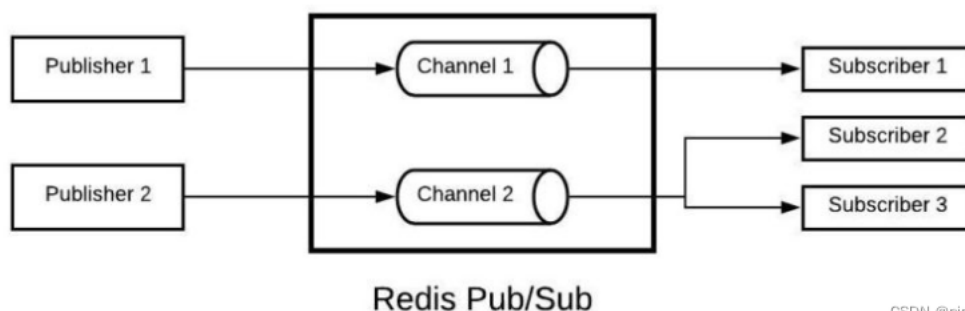 Publisher 1
Channel 1
Subscriber 1
Subscriber 2
Publisher 2
Channel 2
Subscriber 3
Redis Pub/Sub